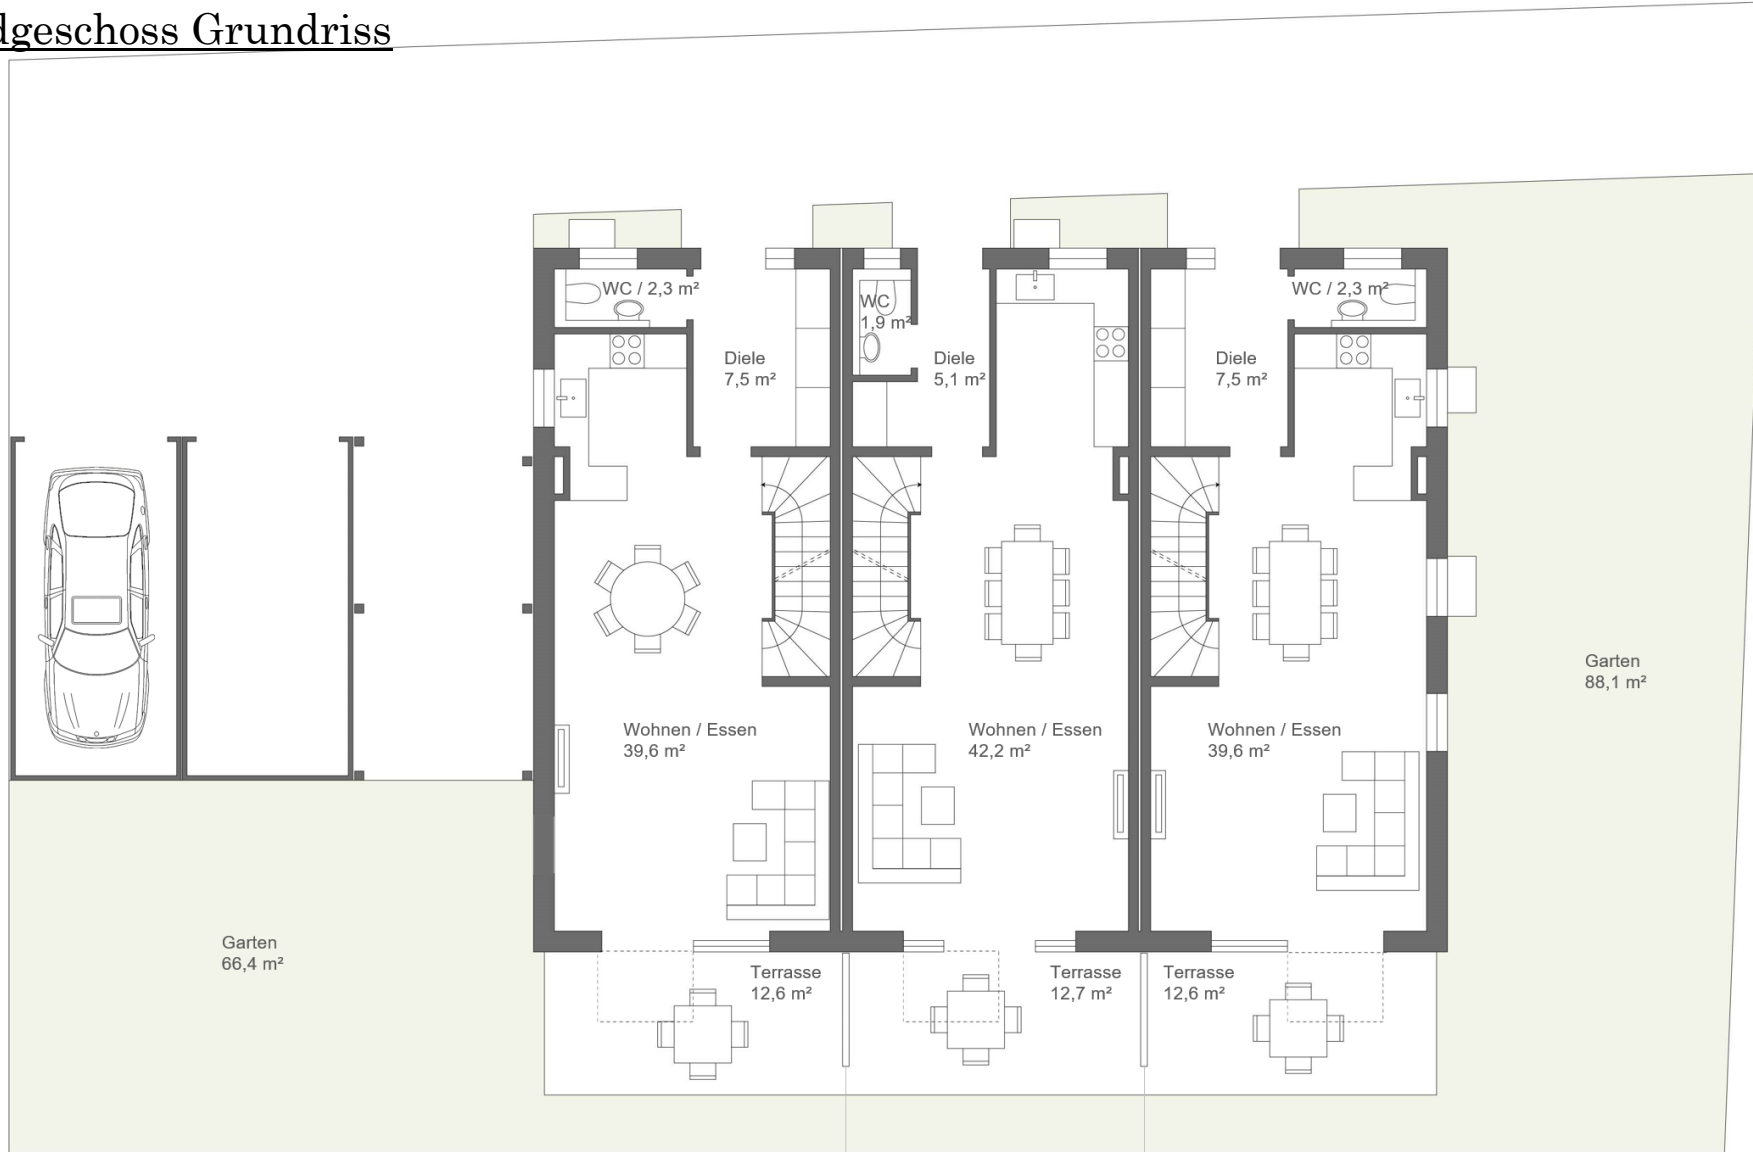 dgeschoss Grundriss
WC / 2,3 m²
WC
1,9 m²
WC / 2,3 m²
Diele
7,5 m²
Diele
5,1 m²
Diele
7,5 m²
Garten
88,1 m²
Wohnen / Essen
39,6 m²
Wohnen / Essen
42,2 m²
Wohnen / Essen
39,6 m²
Garten
66,4 m²
Terrasse
12,6 m²
Terrasse
12,7 m²
Terrasse
12,6 m²